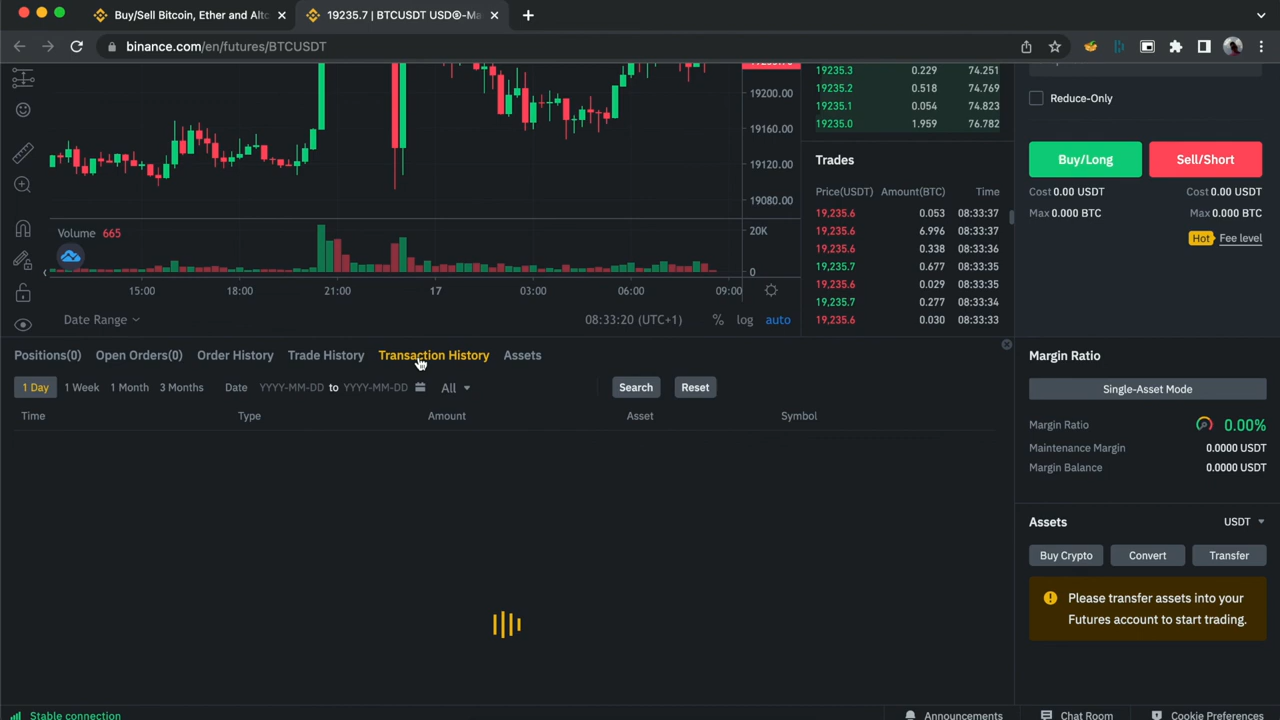 Buy/Sell Bitcoin, Ether and Altc
19235.7 | BTCUSDT USD®-Ma
binance.com/en/futures/BTCUSDT
19200.00
19160.00
19120.00
19080.00
Volume 665
20K
0
15:00 18:00 21:00 17 03:00 06:00 09:00
Date Range
08:33:20 (UTC+1) % log auto
19235.3 0.229 74.251
19235.2 0.518 74.769
19235.1 0.054 74.823
19235.0 1.959 76.782
Trades
Price(USDT) Amount(BTC) Time
19,235.6 0.053 08:33:37
19,235.6 6.996 08:33:37
19,235.6 0.338 08:33:36
19,235.7 0.677 08:33:35
19,235.6 0.029 08:33:35
19,235.7 0.277 08:33:34
19,235.6 0.030 08:33:33
Reduce-Only
Buy/Long Sell/Short
Cost 0.00 USDT Cost 0.00 USDT
Max 0.000 BTC Max 0.000 BTC
Hot Fee level
Positions(0) Open Orders(0) Order History Trade History Transaction History Assets
1 Day 1 Week 1 Month 3 Months Date YYYY-MM-DD to YYYY-MM-DD All Search Reset
Time Type Amount Asset Symbol
Margin Ratio
Single-Asset Mode
Margin Ratio 0.00%
Maintenance Margin 0.0000 USDT
Margin Balance 0.0000 USDT
Assets USDT
Buy Crypto Convert Transfer
Please transfer assets into your
Futures account to start trading.
Stable connection
Announcements Chat Room Cookie Preferences